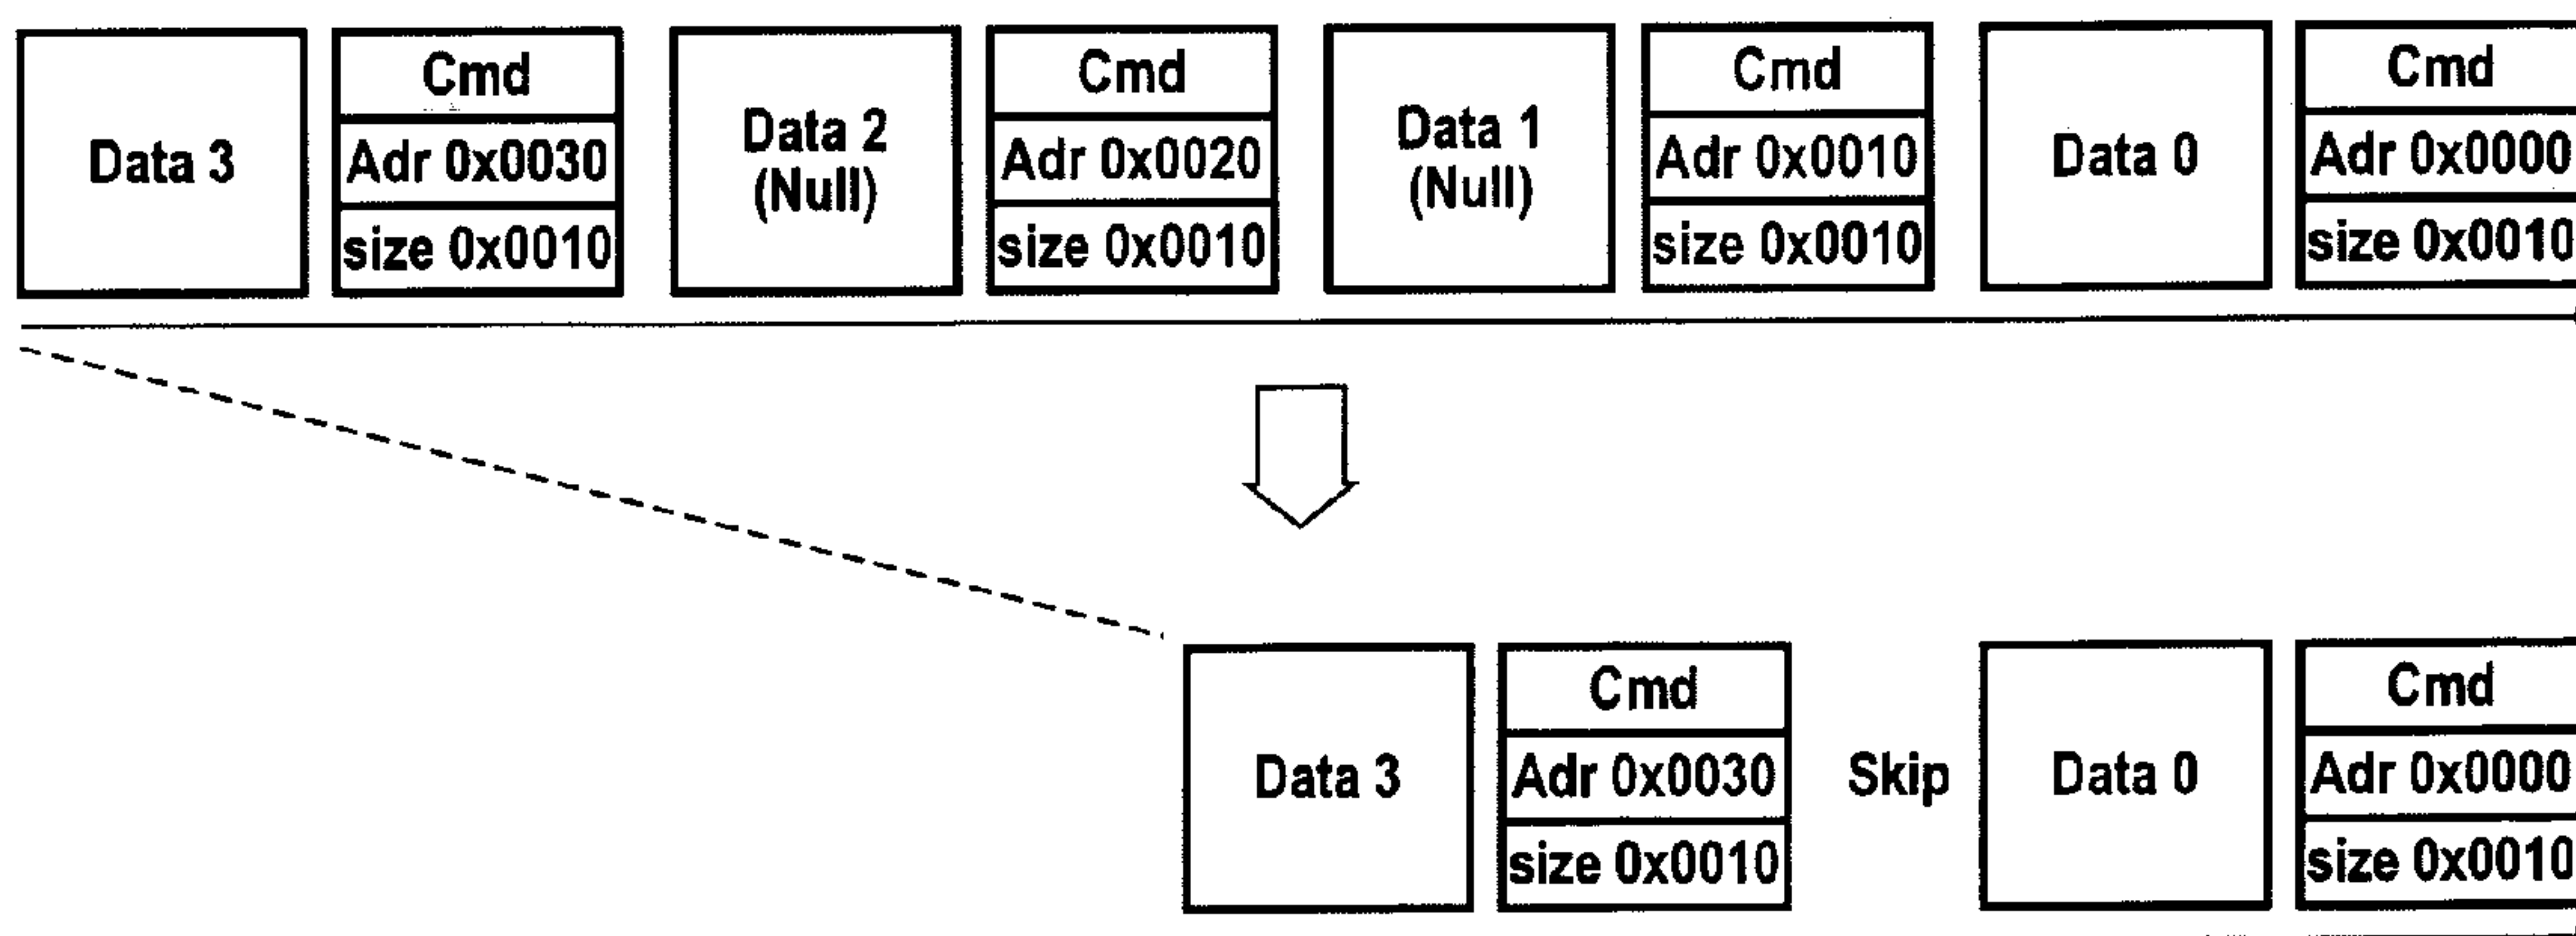 Data 3
Cmd
Adr 0x0030
size 0x0010
Data 2
(Null)
Cmd
Adr 0x0020
size 0x0010
Data 1
(Null)
Cmd
Adr 0x0010
size 0x0010
Data 0
Cmd
Adr 0x0000
size 0x0010
Data 3
Cmd
Adr 0x0030
size 0x0010
Skip
Data 0
Cmd
Adr 0x0000
size 0x0010